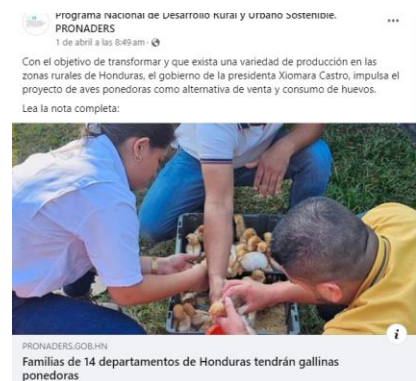 Programa Nacional de Desarrollo Rural y Urbano Sostenible.
PRONADERS
1 de abril a las 8:49 am ·
Con el objetivo de transformar y que exista una variedad de producción en las
zonas rurales de Honduras, el gobierno de la presidenta Xiomara Castro, impulsa el
proyecto de aves ponedoras como alternativa de venta y consumo de huevos.
Lea la nota completa:
PRONADERS.GOB.HN
Familias de 14 departamentos de Honduras tendrán gallinas
ponedoras